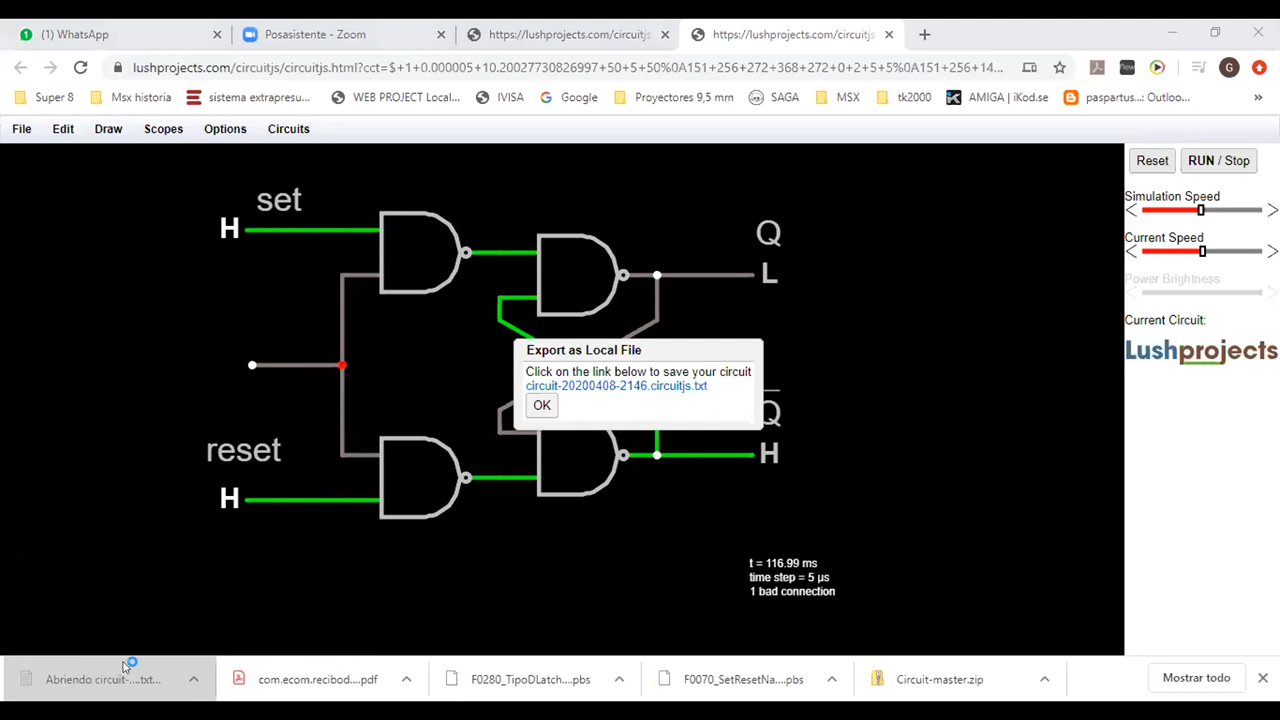 (1) WhatsApp
Posasistente - Zoom
https://lushprojects.com/circuitjs
https://lushprojects.com/circuitjs
lushprojects.com/circuitjs/circuitjs.html?cct=$+1+0.000005+10.20027730826997+50+5+50%0A151+256+272+368+272+0+2+5+5%0A151+256+14...
new
G
Super 8
Msx historia
sistema extrapresu...
WEB PROJECT Local...
IVISA
Google
Proyectores 9,5 mm
SAGA
MSX
tk2000
AMIGA | iKod.se
paspartus...: Outloo...
»
File
Edit
Draw
Scopes
Options
Circuits
Reset
RUN / Stop
Simulation Speed
Current Speed
Power Brightness
Current Circuit:
Lushprojects
set
H
Q
L
Export as Local File
Click on the link below to save your circuit
circuit-20200408-2146.circuitjs.txt
OK
Q
reset
H
H
t = 116.99 ms
time step = 5 μs
1 bad connection
Abriendo circuit-....txt...
com.ecom.recibod....pdf
F0280_TipoDLatch....pbs
F0070_SetResetNa....pbs
Circuit-master.zip
Mostrar todo